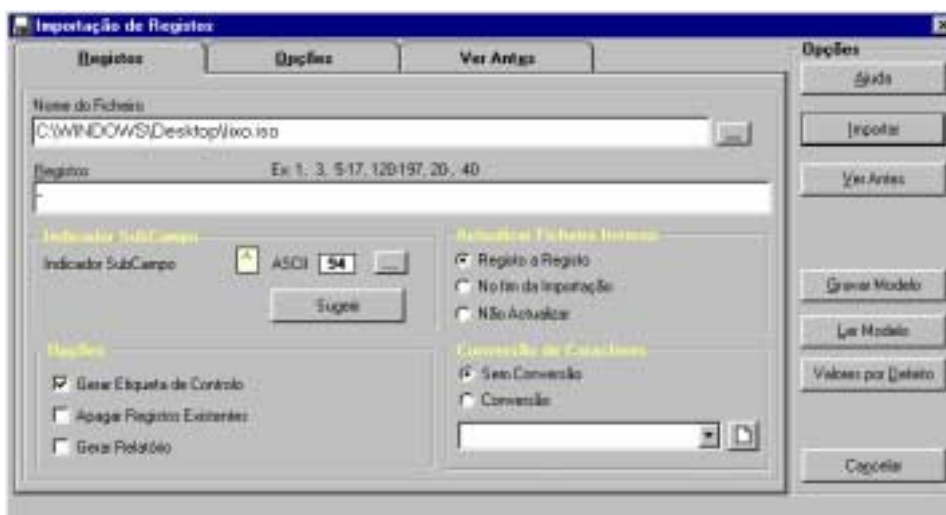 Importação de Registos
Registos
Opções
Ver Antes
Nome do Ficheiro
C:\WINDOWS\Desktop\lixo.iso
...
Registos
Ex: 1, 3, 5-17, 120-197, 20-, -40
-
Indicador SubCampo
Indicador SubCampo
^
ASCII
94
...
Sugerir
Actualizar Ficheiro Inverso
Registo a Registo
No fim da Importação
Não Actualizar
Opções
Gerar Etiqueta de Controlo
Apagar Registos Existentes
Gerar Relatório
Conversão de Caracteres
Sem Conversão
Conversão
Opções
Ajuda
Importar
Ver Antes
Gravar Modelo
Ler Modelo
Valores por Defeito
Cancelar